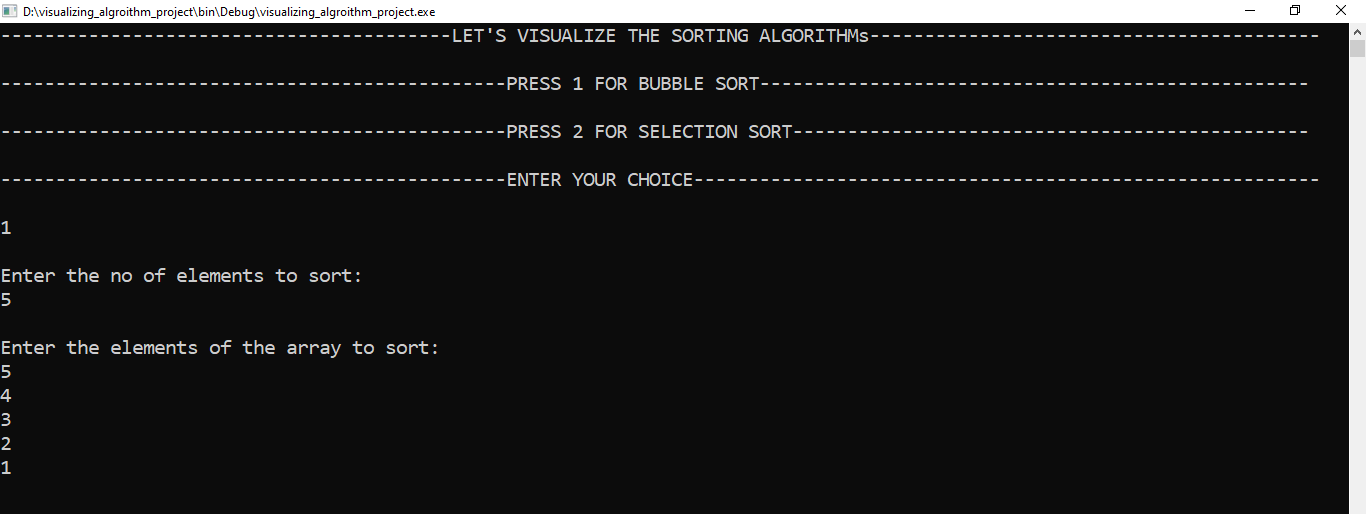 D:\visualizing_algroithm_project\bin\Debug\visualizing_algroithm_project.exe
-----------------------------------------LET'S VISUALIZE THE SORTING ALGORITHMs-----------------------------------------
----------------------------------------------PRESS 1 FOR BUBBLE SORT--------------------------------------------------
----------------------------------------------PRESS 2 FOR SELECTION SORT-----------------------------------------------
----------------------------------------------ENTER YOUR CHOICE---------------------------------------------------------
1
Enter the no of elements to sort:
5
Enter the elements of the array to sort:
5
4
3
2
1